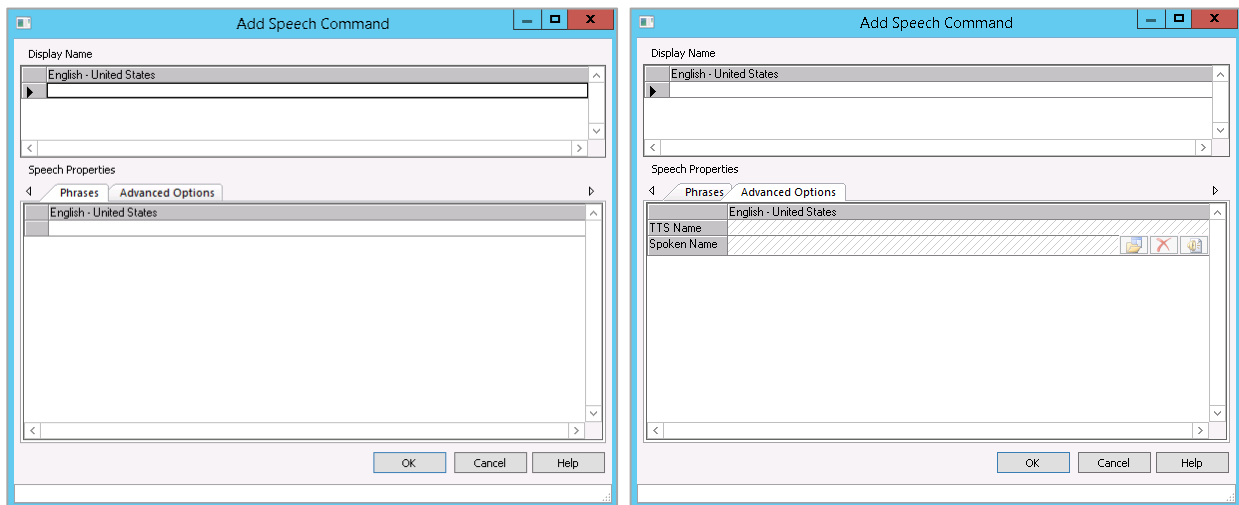 Add Speech Command
Display Name
English - United States
Speech Properties
Phrases Advanced Options
English - United States
OK Cancel Help
Add Speech Command
Display Name
English - United States
Speech Properties
Phrases Advanced Options
English - United States
TTS Name
Spoken Name
OK Cancel Help